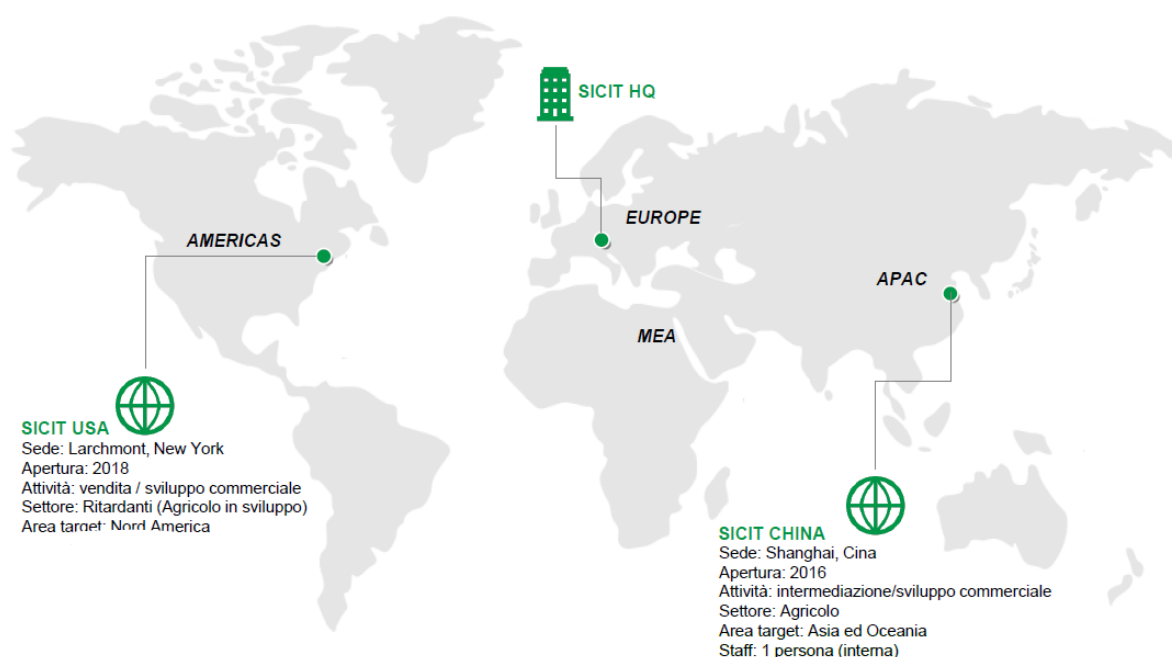 SICIT HQ
EUROPE
AMERICAS
APAC
MEA
SICIT USA
Sede: Larchmont, New York
Apertura: 2018
Attività: vendita / sviluppo commerciale
Settore: Ritardanti (Agricolo in sviluppo)
Area target: Nord America
SICIT CHINA
Sede: Shanghai, Cina
Apertura: 2016
Attività: intermediazione/sviluppo commerciale
Settore: Agricolo
Area target: Asia ed Oceania
Staff: 1 persona (interna)